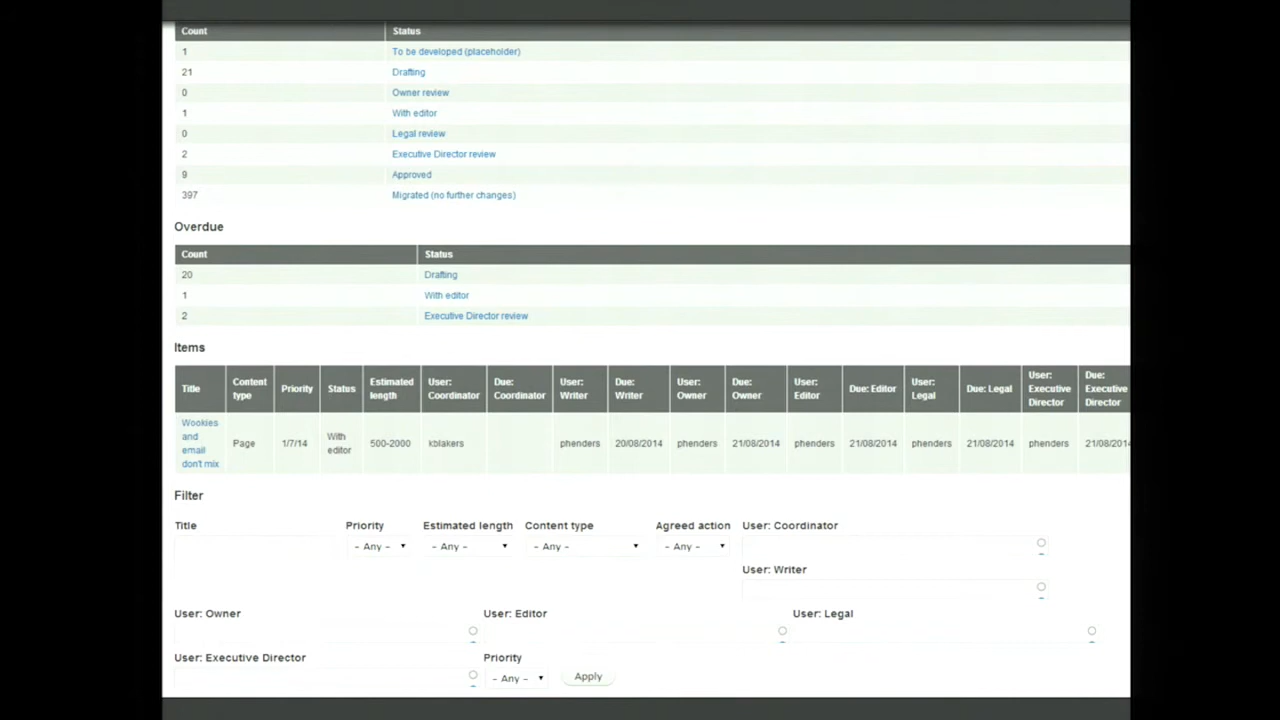 Count Status
1 To be developed (placeholder)
21 Drafting
0 Owner review
1 With editor
0 Legal review
2 Executive Director review
9 Approved
397 Migrated (no further changes)
Overdue
Count Status
20 Drafting
1 With editor
2 Executive Director review
Items
Title Content type Priority Status Estimated length User: Coordinator Due: Coordinator User: Writer Due: Writer User: Owner Due: Owner User: Editor Due: Editor User: Legal Due: Legal User: Executive Director Due: Executive Director
Wookies and email don't mix Page 1/7/14 With editor 500-2000 kblakers phenders 20/08/2014 phenders 21/08/2014 phenders 21/08/2014 phenders 21/08/2014 phenders 21/08/2014
Filter
Title Priority Estimated length Content type Agreed action User: Coordinator
- Any - - Any - - Any - - Any -
User: Writer
User: Owner User: Editor User: Legal
User: Executive Director Priority
- Any - Apply